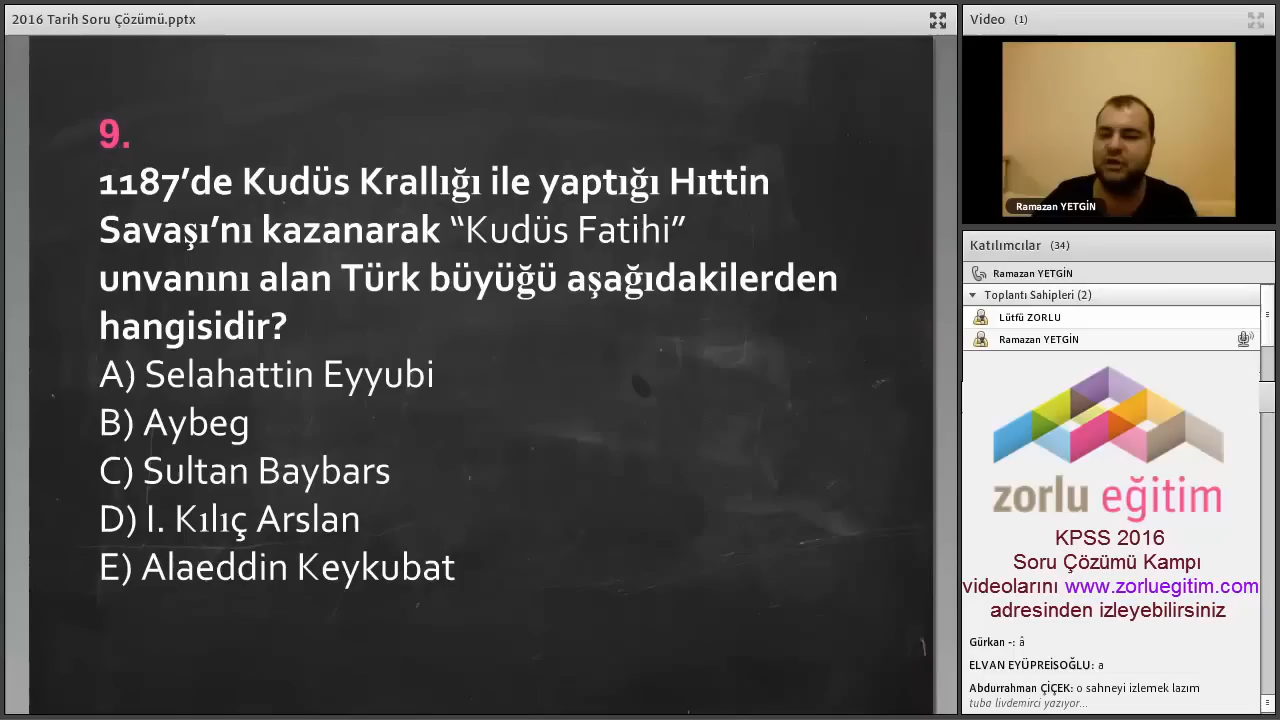 2016 Tarih Soru Çözümü.pptx
9.
1187’de Kudüs Krallığı ile yaptığı Hıttin
Savaşı’nı kazanarak “Kudüs Fatihi”
unvanını alan Türk büyüğü aşağıdakilerden
hangisidir?
A) Selahattin Eyyubi
B) Aybeg
C) Sultan Baybars
D) I. Kılıç Arslan
E) Alaeddin Keykubat
Video (1)
Ramazan YETGİN
Katılımcılar (34)
Ramazan YETGİN
Toplantı Sahipleri (2)
Lütfü ZORLU
Ramazan YETGİN
zorlu eğitim
KPSS 2016
Soru Çözümü Kampı
videolarını www.zorluegitim.com
adresinden izleyebilirsiniz
Gürkan -: â
ELVAN EYÜPREİSOĞLU: a
Abdurrahman ÇİÇEK: o sahneyi izlemek lazım
tuba livdemirci yazıyor...